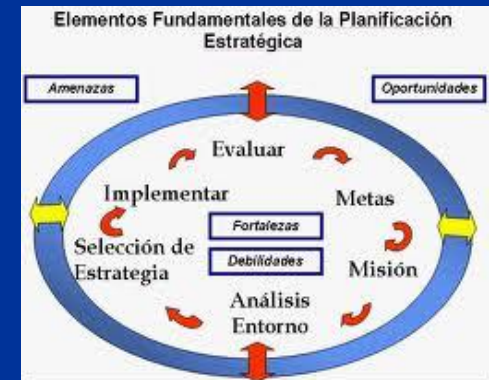 Elementos Fundamentales de la Planificación
Estratégica
Amenazas
Oportunidades
Evaluar
Implementar
Metas
Fortalezas
Selección de
Estrategia
Debilidades
Misión
Análisis
Entorno